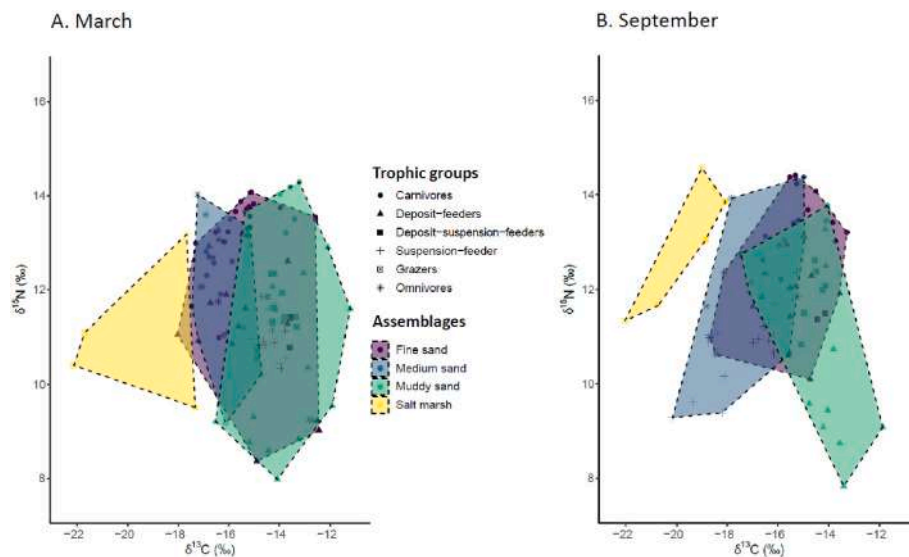 A. March
B. September
16
14
12
10
8
δ¹⁵N (‰)
−22
−20
−18
−16
−14
−12
δ¹³C (‰)
Trophic groups
Carnivores
Deposit−feeders
Deposit−suspension−feeders
Suspension−feeder
Grazers
Omnivores
Assemblages
Fine sand
Medium sand
Muddy sand
Salt marsh
16
14
12
10
8
δ¹⁵N (‰)
−22
−20
−18
−16
−14
−12
δ¹³C (‰)